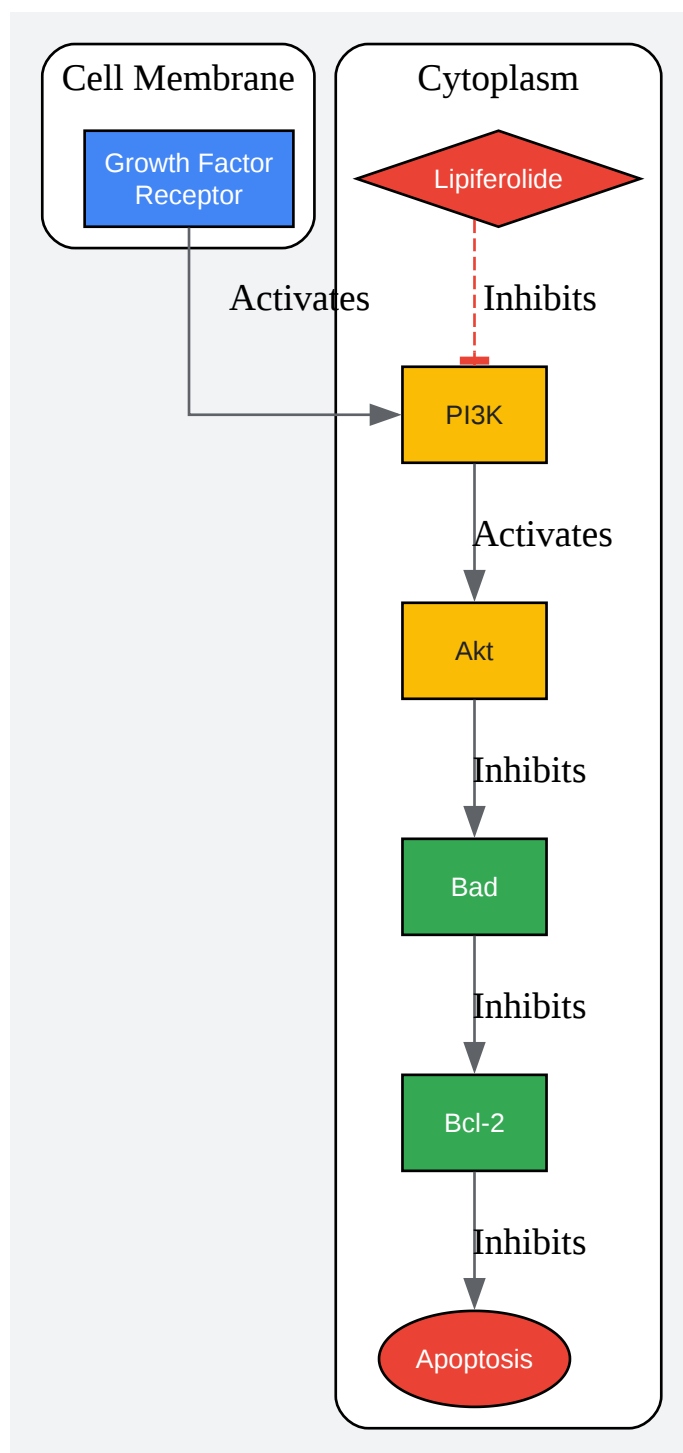 Cell Membrane
Cytoplasm
Growth Factor
Receptor
Lipiferolide
Activates
Inhibits
PI3K
Activates
Akt
Inhibits
Bad
Inhibits
Bcl-2
Inhibits
Apoptosis